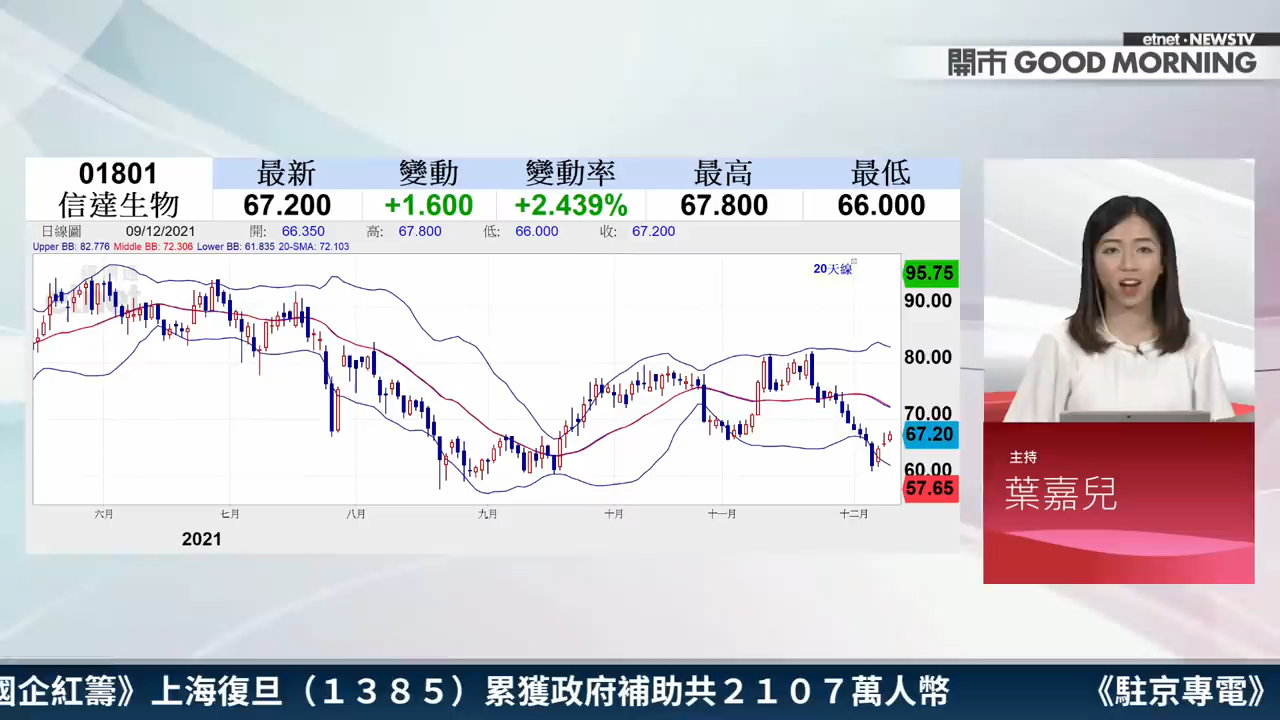 etnet · NEWSTV
開市 GOOD MORNING
01801 最新 變動 變動率 最高 最低
信達生物 67.200 +1.600 +2.439% 67.800 66.000
日線圖 09/12/2021 開: 66.350 高: 67.800 低: 66.000 收: 67.200
Upper BB: 82.776 Middle BB: 72.306 Lower BB: 61.835 20-SMA: 72.103
20天線
95.75
90.00
80.00
70.00
67.20
60.00
57.65
六月 七月 八月 九月 十月 十一月 十二月
2021
主持
葉嘉兒
國企紅籌》上海復旦（１３８５）累獲政府補助共２１０７萬人幣 《駐京專電》